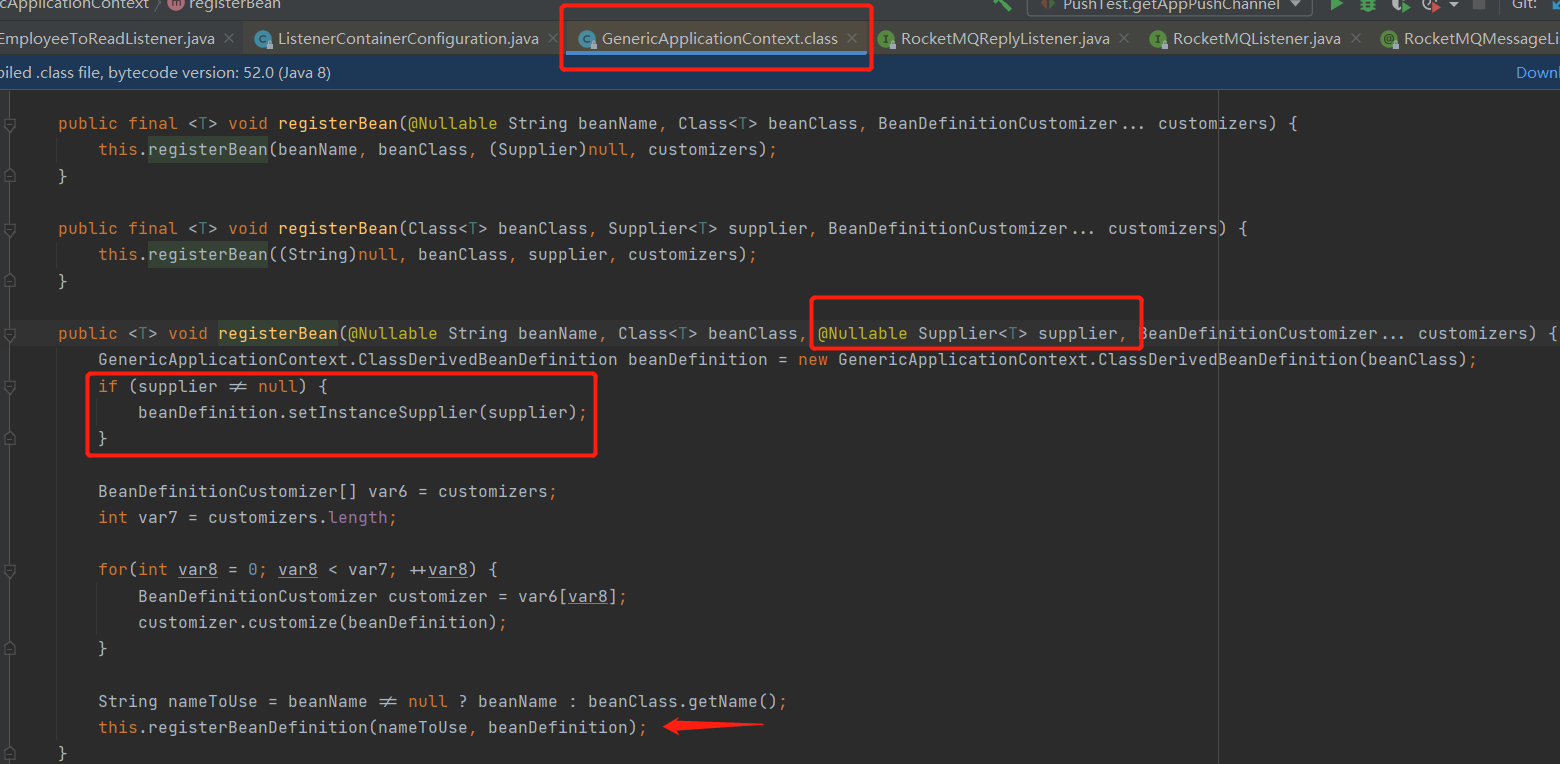 cApplicationContext registerBean PushTest.getAppPushChannel Git:
EmployeeToReadListener.java ListenerContainerConfiguration.java GenericApplicationContext.class RocketMQReplyListener.java RocketMQListener.java RocketMQMessageLi
piled .class file, bytecode version: 52.0 (Java 8) Downl
public final <T> void registerBean(@Nullable String beanName, Class<T> beanClass, BeanDefinitionCustomizer... customizers) {
this.registerBean(beanName, beanClass, (Supplier)null, customizers);
}
public final <T> void registerBean(Class<T> beanClass, Supplier<T> supplier, BeanDefinitionCustomizer... customizers) {
this.registerBean((String)null, beanClass, supplier, customizers);
}
public <T> void registerBean(@Nullable String beanName, Class<T> beanClass, @Nullable Supplier<T> supplier, BeanDefinitionCustomizer... customizers) {
GenericApplicationContext.ClassDerivedBeanDefinition beanDefinition = new GenericApplicationContext.ClassDerivedBeanDefinition(beanClass);
if (supplier != null) {
beanDefinition.setInstanceSupplier(supplier);
}
BeanDefinitionCustomizer[] var6 = customizers;
int var7 = customizers.length;
for(int var8 = 0; var8 < var7; ++var8) {
BeanDefinitionCustomizer customizer = var6[var8];
customizer.customize(beanDefinition);
}
String nameToUse = beanName != null ? beanName : beanClass.getName();
this.registerBeanDefinition(nameToUse, beanDefinition);
}